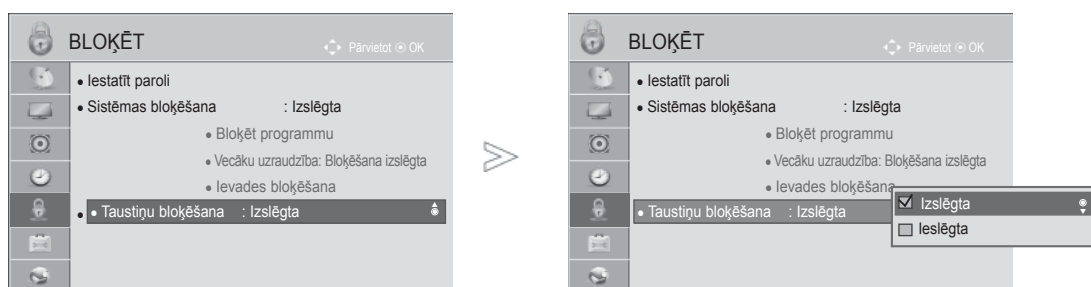 BLOĶĒT
Pārvietot OK
• Iestatīt paroli
• Sistēmas bloķēšana : Izslēgta
• Bloķēt programmu
• Vecāku uzraudzība: Bloķēšana izslēgta
• Ievades bloķēšana
• • Taustiņu bloķēšana : Izslēgta
BLOĶĒT
Pārvietot OK
• Iestatīt paroli
• Sistēmas bloķēšana : Izslēgta
• Bloķēt programmu
• Vecāku uzraudzība: Bloķēšana izslēgta
• Ievades bloķēšana
• Taustiņu bloķēšana : Izslēgta
Izslēgta
Ieslēgta